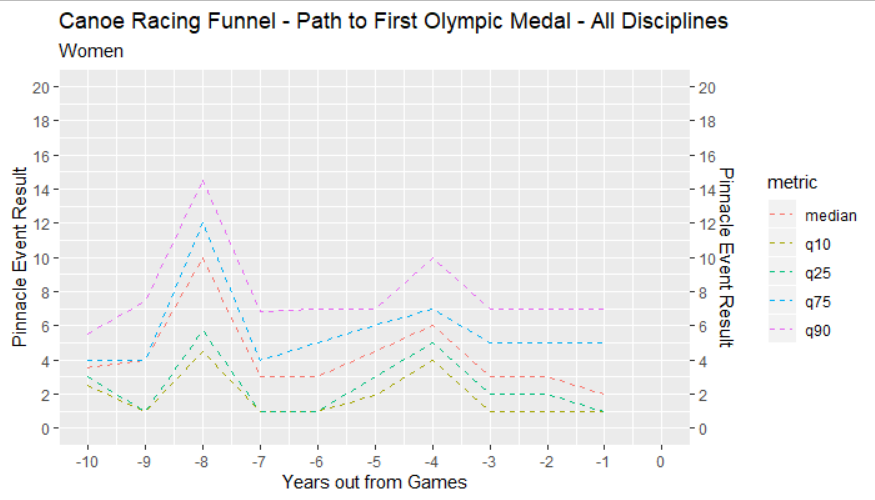 Canoe Racing Funnel - Path to First Olympic Medal - All Disciplines
Women
Pinnacle Event Result
20
18
16
14
12
10
8
6
4
2
0
20
18
16
14
12
10
8
6
4
2
0
Pinnacle Event Result
-10 -9 -8 -7 -6 -5 -4 -3 -2 -1 0
Years out from Games
metric
median
q10
q25
q75
q90